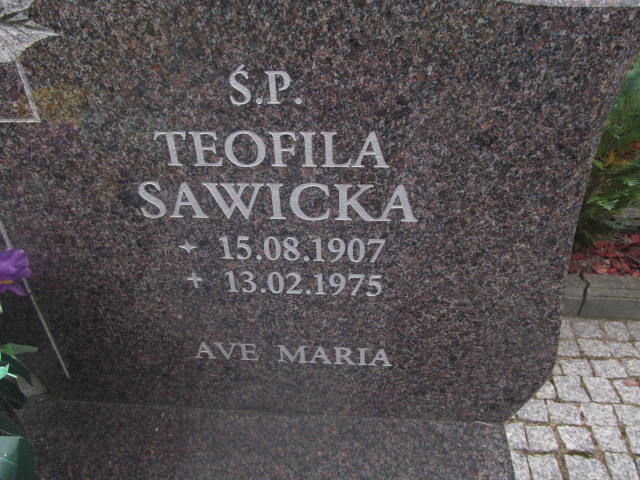 Ś.P.
TEOFILA
SAWICKA
⋆ 15.08.1907
+ 13.02.1975
AVE MARIA